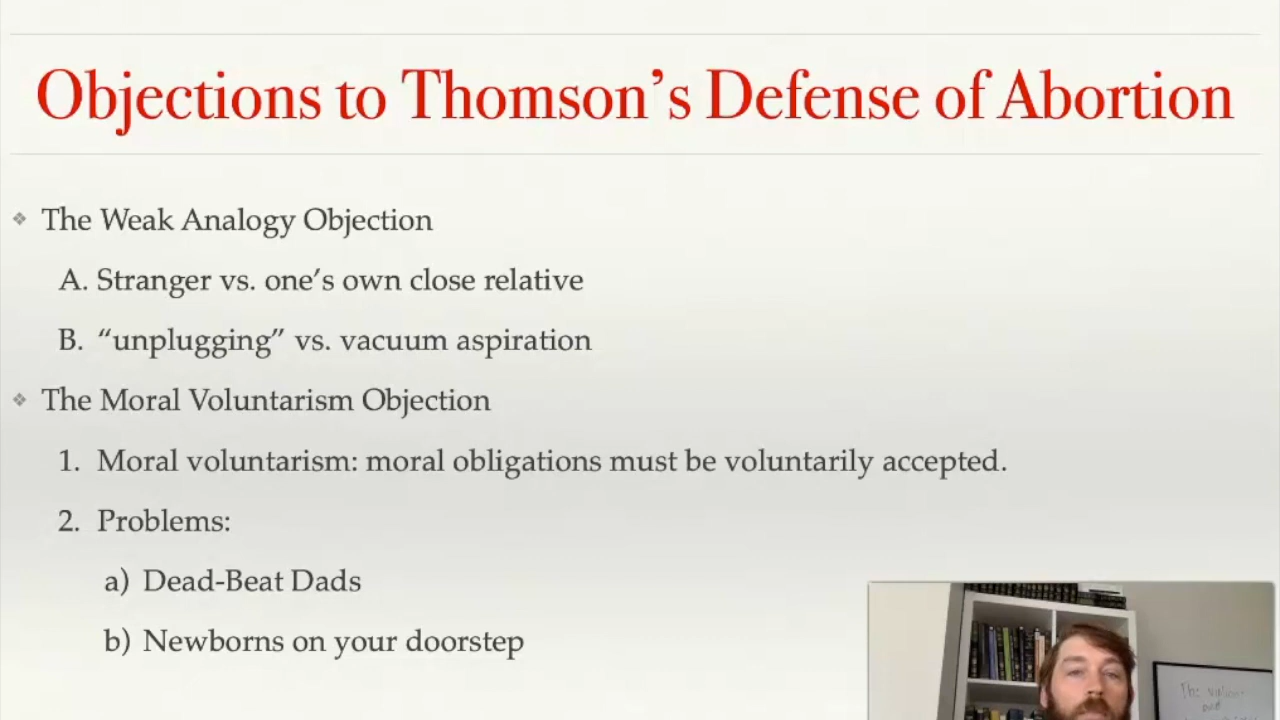 Objections to Thomson’s Defense of Abortion
The Weak Analogy Objection
A. Stranger vs. one’s own close relative
B. “unplugging” vs. vacuum aspiration
The Moral Voluntarism Objection
1. Moral voluntarism: moral obligations must be voluntarily accepted.
2. Problems:
a) Dead-Beat Dads
b) Newborns on your doorstep